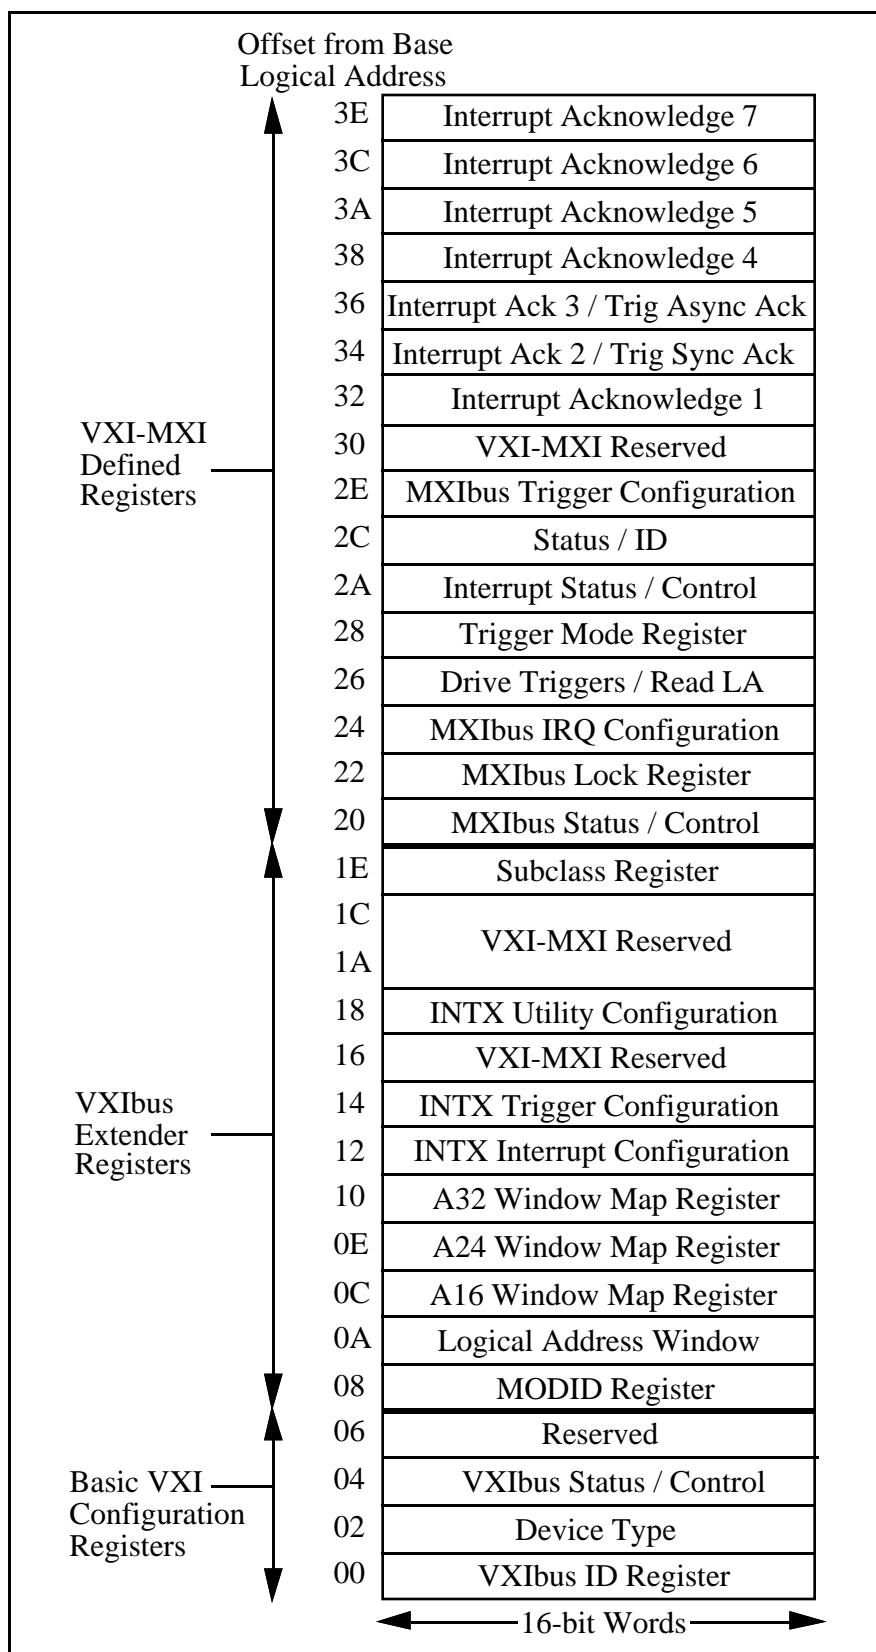 Offset from Base
Logical Address
3E Interrupt Acknowledge 7
3C Interrupt Acknowledge 6
3A Interrupt Acknowledge 5
38 Interrupt Acknowledge 4
36 Interrupt Ack 3 / Trig Async Ack
34 Interrupt Ack 2 / Trig Sync Ack
32 Interrupt Acknowledge 1
VXI-MXI
Defined
Registers
30 VXI-MXI Reserved
2E MXIbus Trigger Configuration
2C Status / ID
2A Interrupt Status / Control
28 Trigger Mode Register
26 Drive Triggers / Read LA
24 MXIbus IRQ Configuration
22 MXIbus Lock Register
20 MXIbus Status / Control
1E Subclass Register
1C
VXI-MXI Reserved
1A
18 INTX Utility Configuration
16 VXI-MXI Reserved
VXIbus
Extender
Registers
14 INTX Trigger Configuration
12 INTX Interrupt Configuration
10 A32 Window Map Register
0E A24 Window Map Register
0C A16 Window Map Register
0A Logical Address Window
08 MODID Register
06 Reserved
Basic VXI
Configuration
Registers
04 VXIbus Status / Control
02 Device Type
00 VXIbus ID Register
16-bit Words